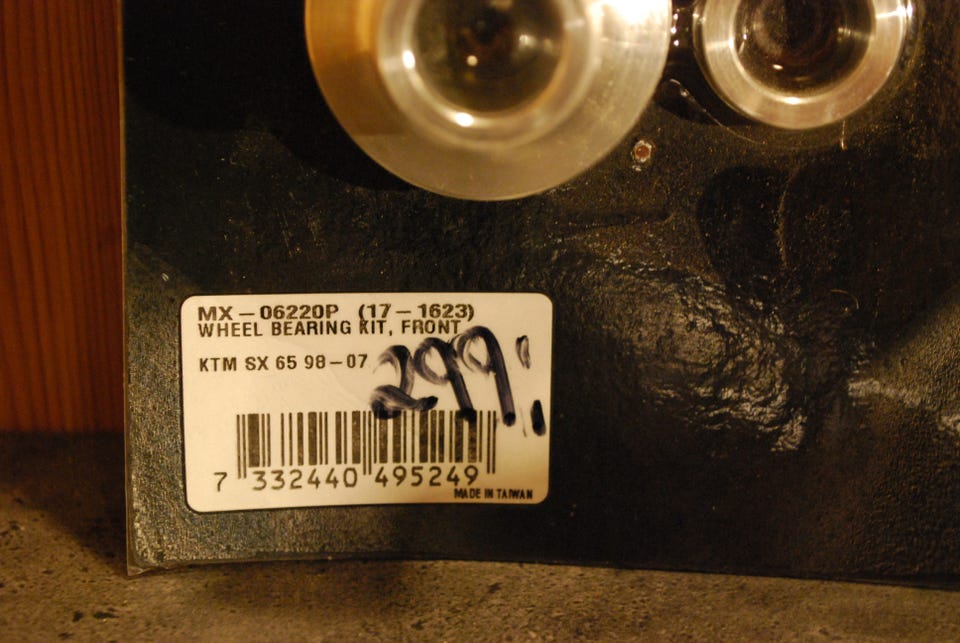 MX-06220P (17-1623)
WHEEL BEARING KIT, FRONT
KTM SX 65 98-07
299:
7 332440 495249
MADE IN TAIWAN